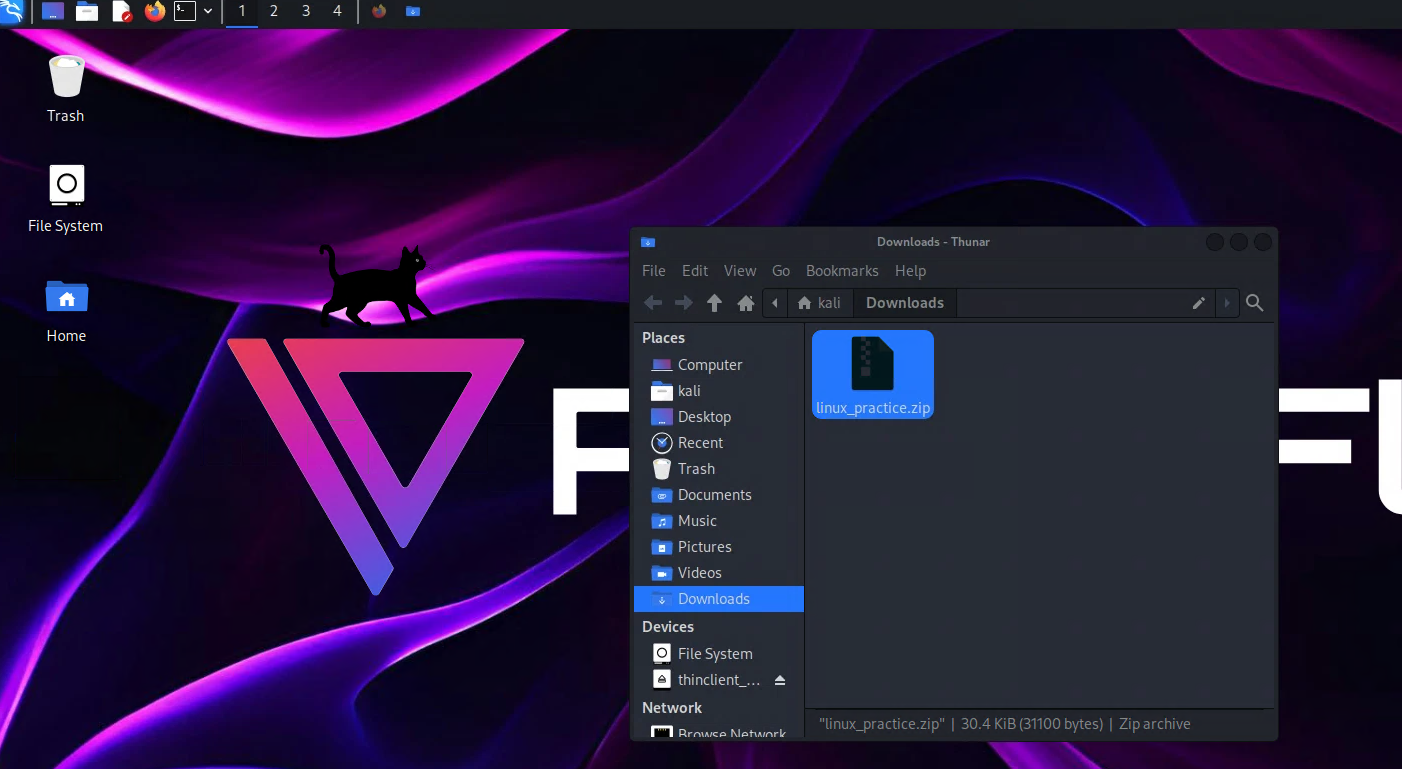 1 2 3 4
Trash
File System
Home
Downloads - Thunar
File Edit View Go Bookmarks Help
kali Downloads
Places
Computer
kali
Desktop
Recent
Trash
Documents
Music
Pictures
Videos
Downloads
Devices
File System
thinclient_...
Network
Browse Network
linux_practice.zip
"linux_practice.zip" | 30.4 KiB (31100 bytes) | Zip archive